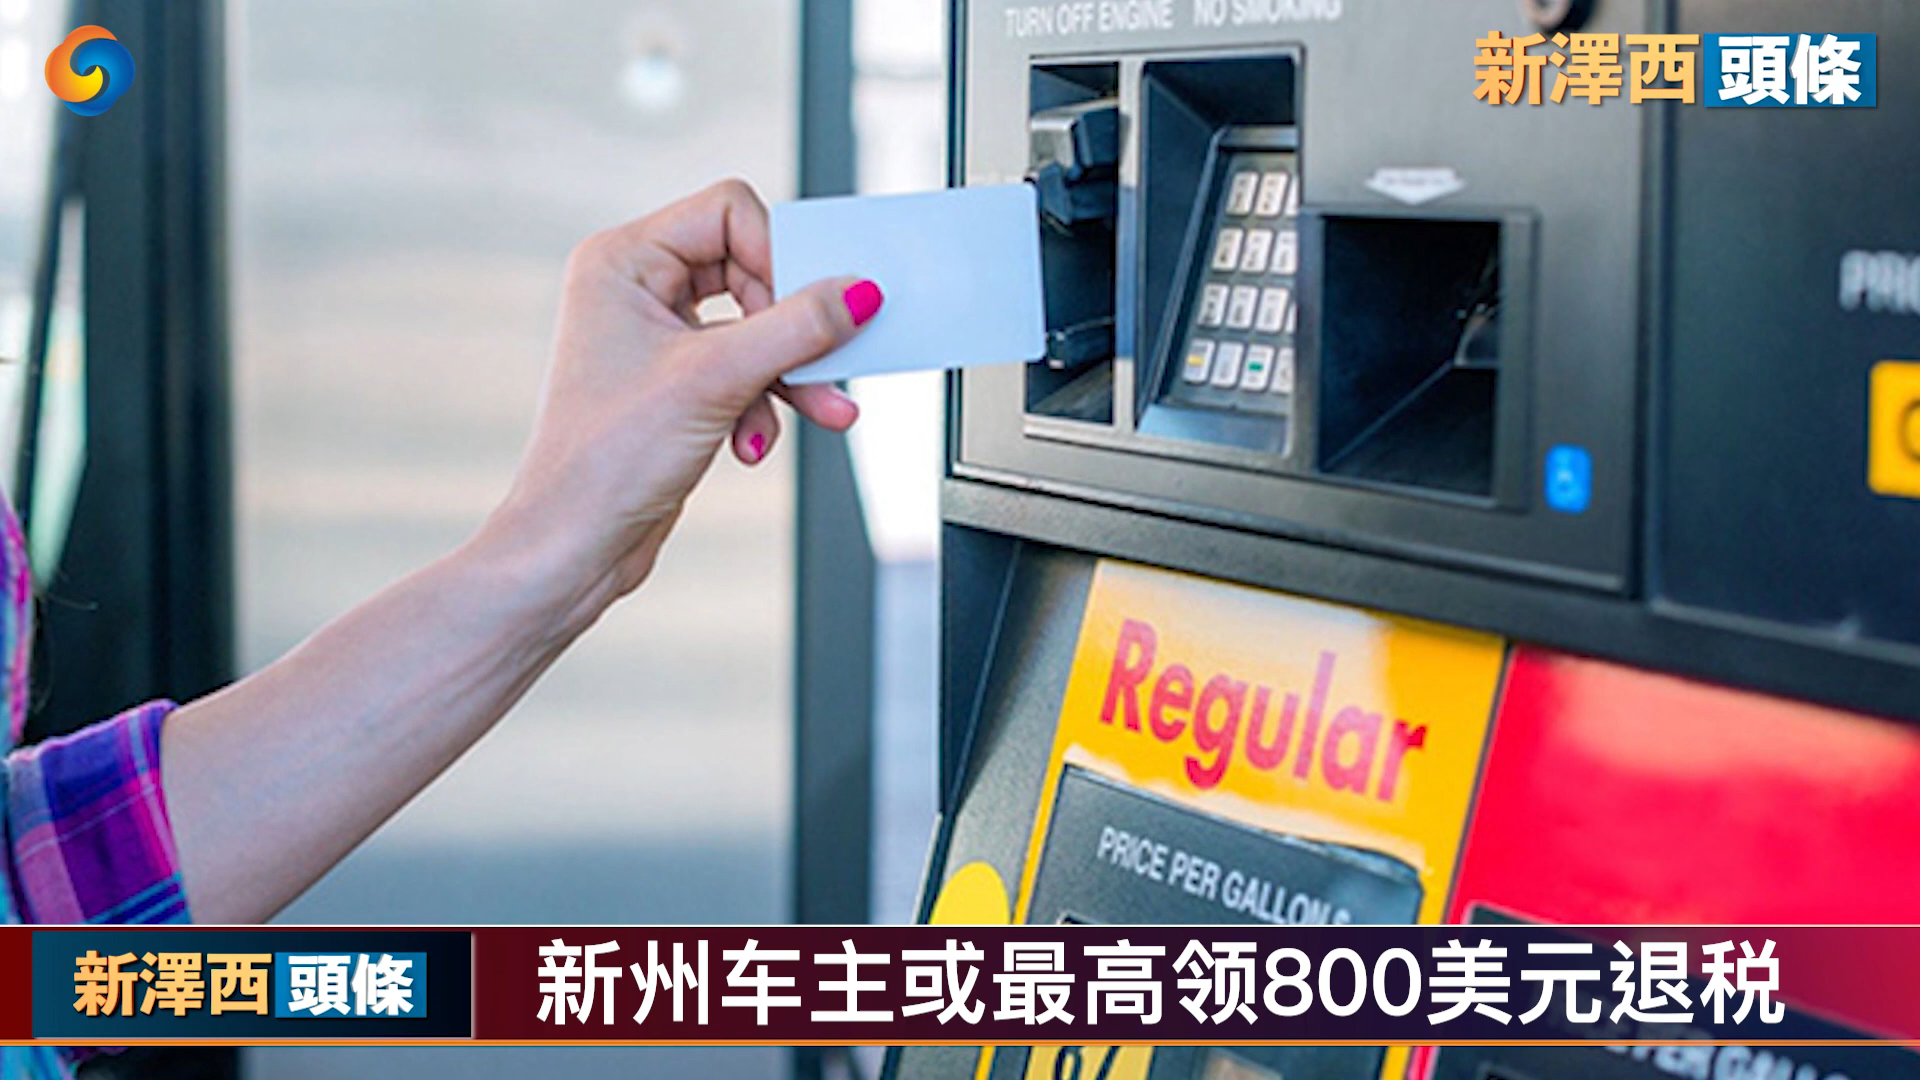 TURN OFF ENGINE NO SMOKING
新澤西 頭條
Regular
PRICE PER GALLON
新澤西 頭條
新州车主或最高领800美元退税